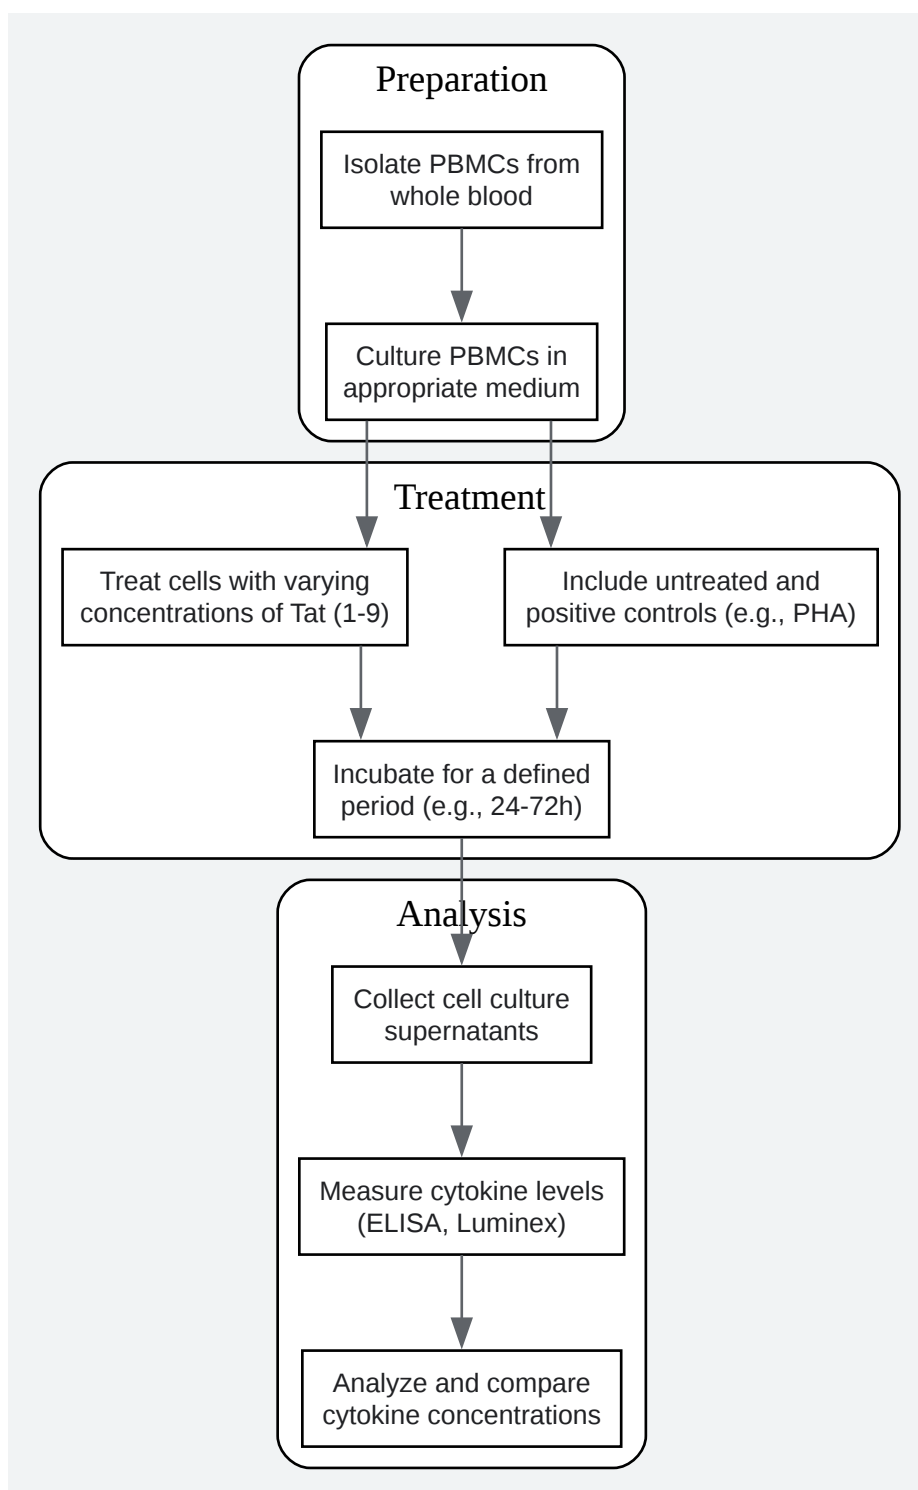 Preparation
Isolate PBMCs from
whole blood
Culture PBMCs in
appropriate medium
Treatment
Treat cells with varying
concentrations of Tat (1-9)
Include untreated and
positive controls (e.g., PHA)
Incubate for a defined
period (e.g., 24-72h)
Analysis
Collect cell culture
supernatants
Measure cytokine levels
(ELISA, Luminex)
Analyze and compare
cytokine concentrations